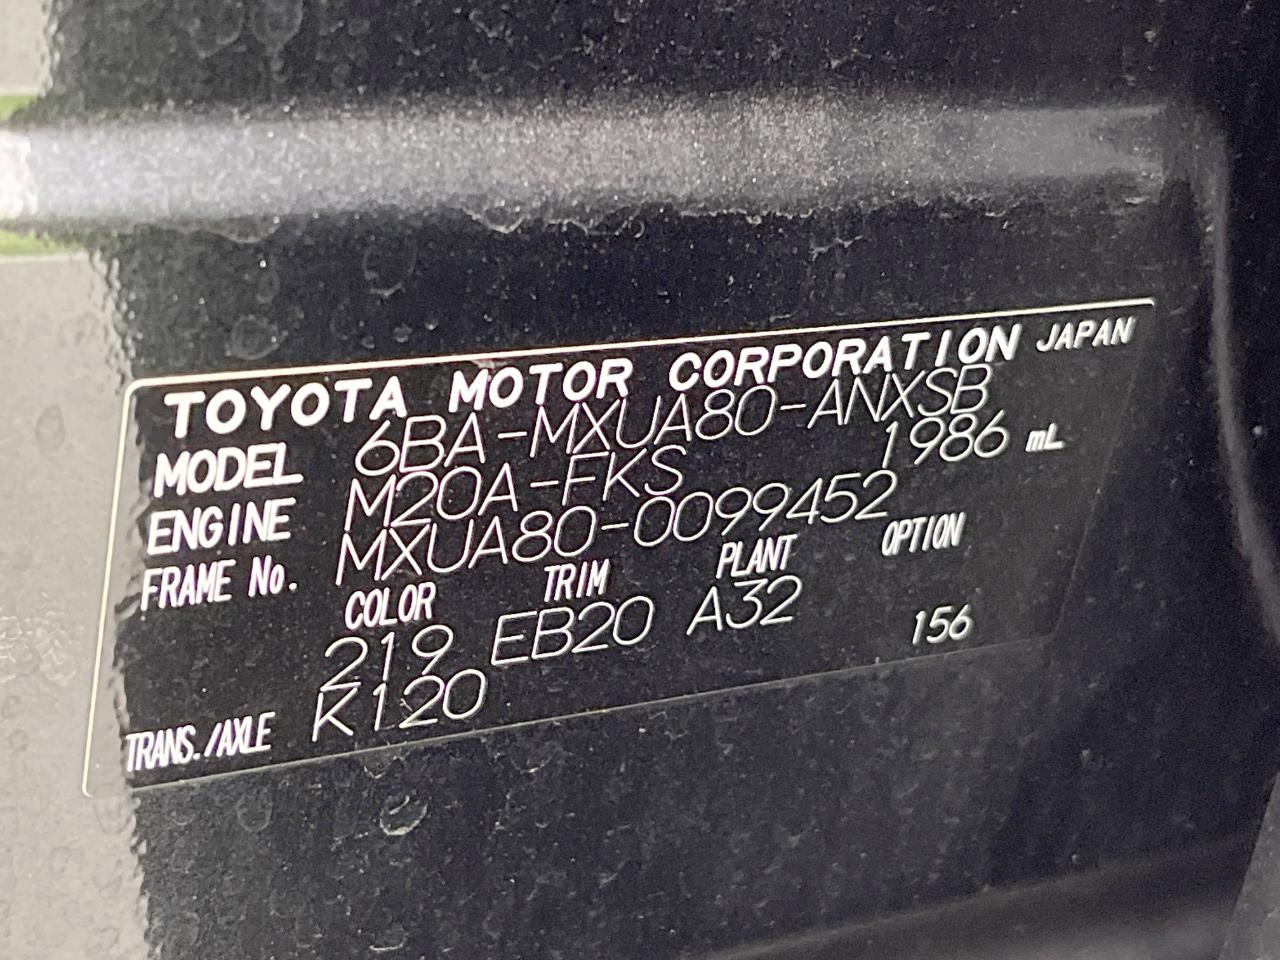 TOYOTA MOTOR CORPORATION JAPAN
MODEL 6BA-MXUA80-ANXSB
ENGINE M20A-FKS 1986 mL
FRAME No. MXUA80-0099452
COLOR TRIM PLANT OPTION
219 EB20 A32
TRANS./AXLE K120 156